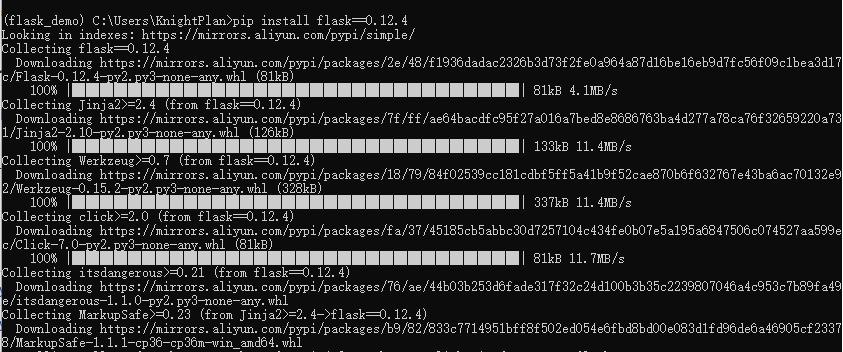 (flask_demo) C:\Users\KnightPlan>pip install flask==0.12.4
Looking in indexes: https://mirrors.aliyun.com/pypi/simple/
Collecting flask==0.12.4
Downloading https://mirrors.aliyun.com/pypi/packages/2e/48/f1936dadac2326b3d73f2fe0a964a87d16be16eb9d7fc56f09c1bea3d17
c/Flask-0.12.4-py2.py3-none-any.whl (81kB)
100% | | 81kB 4.1MB/s
Collecting Jinja2>=2.4 (from flask==0.12.4)
Downloading https://mirrors.aliyun.com/pypi/packages/7f/ff/ae64bacdfc95f27a016a7bed8e8686763ba4d277a78ca76f32659220a73
1/Jinja2-2.10-py2.py3-none-any.whl (126kB)
100% | | 133kB 11.4MB/s
Collecting Werkzeug>=0.7 (from flask==0.12.4)
Downloading https://mirrors.aliyun.com/pypi/packages/18/79/84f02539cc181cdbf5ff5a41b9f52cae870b6f632767e43ba6ac70132e9
2/Werkzeug-0.15.2-py2.py3-none-any.whl (328kB)
100% | | 337kB 11.4MB/s
Collecting click>=2.0 (from flask==0.12.4)
Downloading https://mirrors.aliyun.com/pypi/packages/fa/37/45185cb5abbc30d7257104c434fe0b07e5a195a6847506c074527aa599e
c/Click-7.0-py2.py3-none-any.whl (81kB)
100% | | 81kB 11.7MB/s
Collecting itsdangerous>=0.21 (from flask==0.12.4)
Downloading https://mirrors.aliyun.com/pypi/packages/76/ae/44b03b253d6fade317f32c24d100b3b35c2239807046a4c953c7b89fa49
e/itsdangerous-1.1.0-py2.py3-none-any.whl
Collecting MarkupSafe>=0.23 (from Jinja2>=2.4->flask==0.12.4)
Downloading https://mirrors.aliyun.com/pypi/packages/b9/82/833c7714951bff8f502ed054e6fbd8bd00e083d1fd96de6a46905cf2337
8/MarkupSafe-1.1.1-cp36-cp36m-win_amd64.whl